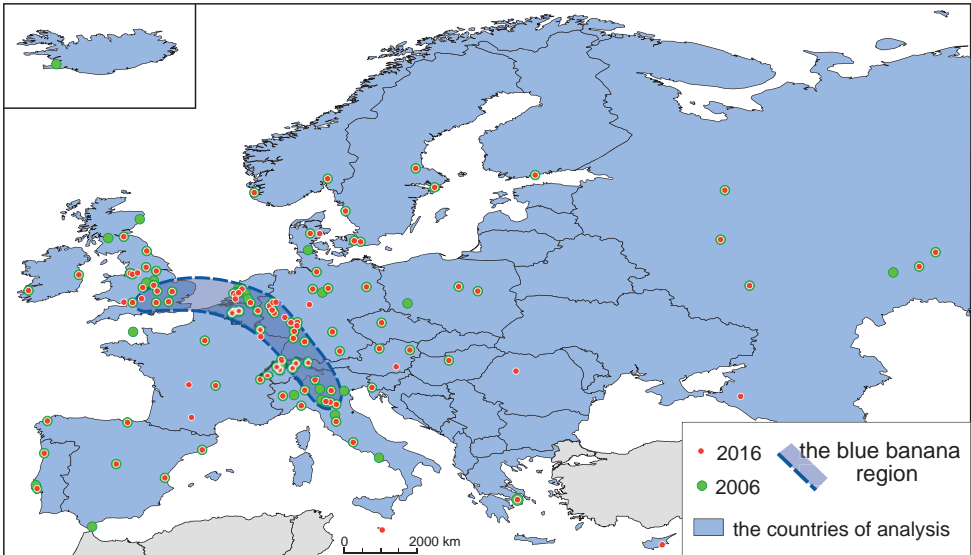 2016
2006
the blue banana
region
the countries of analysis
0 2000 km